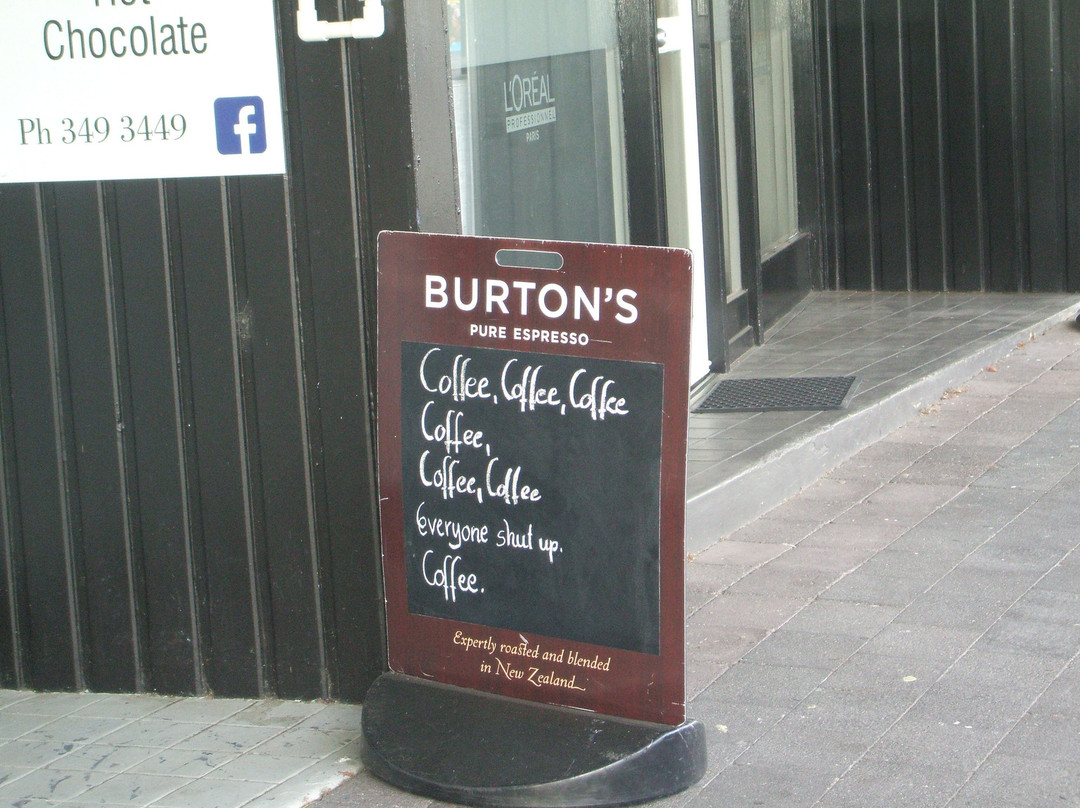 Hot
Chocolate
Ph 349 3449
f
L'ORÉAL
PROFESSIONNEL
PARIS
BURTON'S
PURE ESPRESSO
Coffee, Coffee, Coffee
Coffee,
Coffee, Coffee
Everyone shut up.
Coffee.
Expertly roasted and blended
in New Zealand